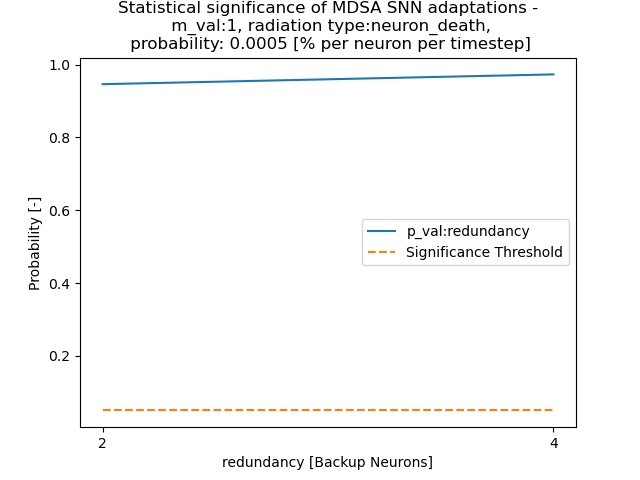 Statistical significance of MDSA SNN adaptations -
m_val:1, radiation type:neuron_death,
probability: 0.0005 [% per neuron per timestep]
1.0
0.8
0.6
0.4
0.2
Probability [-]
p_val:redundancy
Significance Threshold
2
4
redundancy [Backup Neurons]